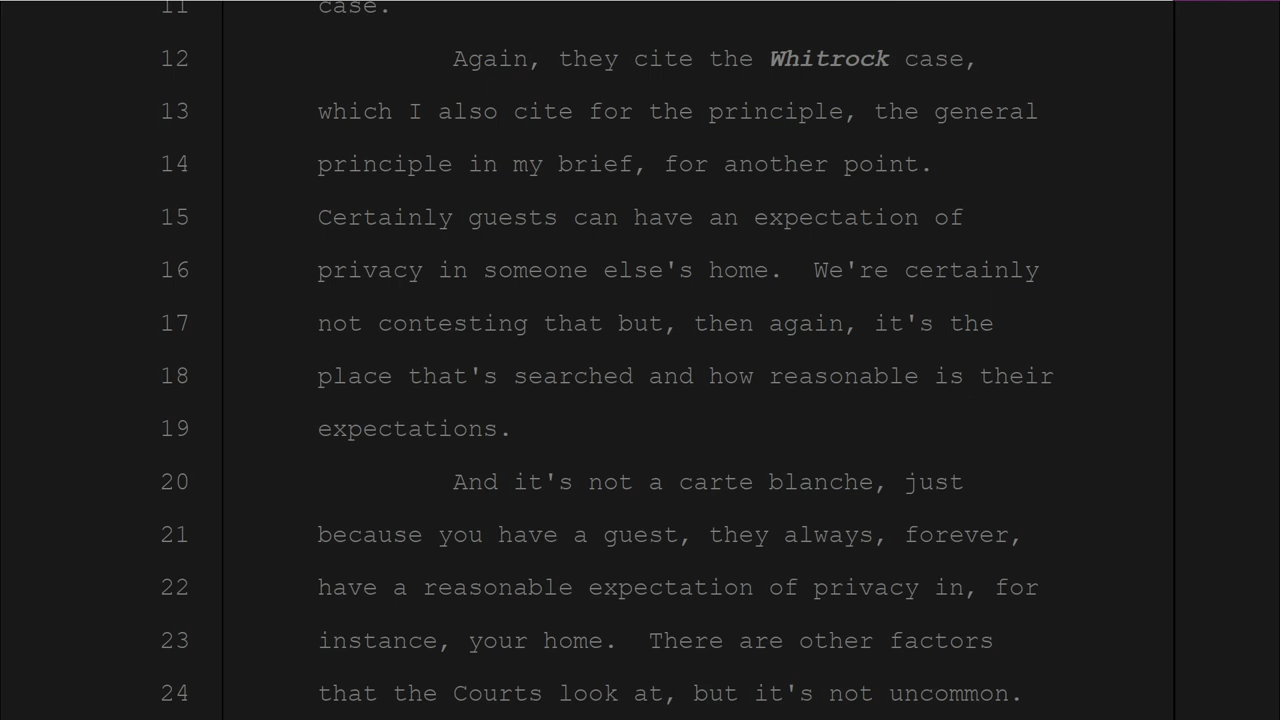 11 case.
12 Again, they cite the Whitrock case,
13 which I also cite for the principle, the general
14 principle in my brief, for another point.
15 Certainly guests can have an expectation of
16 privacy in someone else's home.  We're certainly
17 not contesting that but, then again, it's the
18 place that's searched and how reasonable is their
19 expectations.
20 And it's not a carte blanche, just
21 because you have a guest, they always, forever,
22 have a reasonable expectation of privacy in, for
23 instance, your home.  There are other factors
24 that the Courts look at, but it's not uncommon.